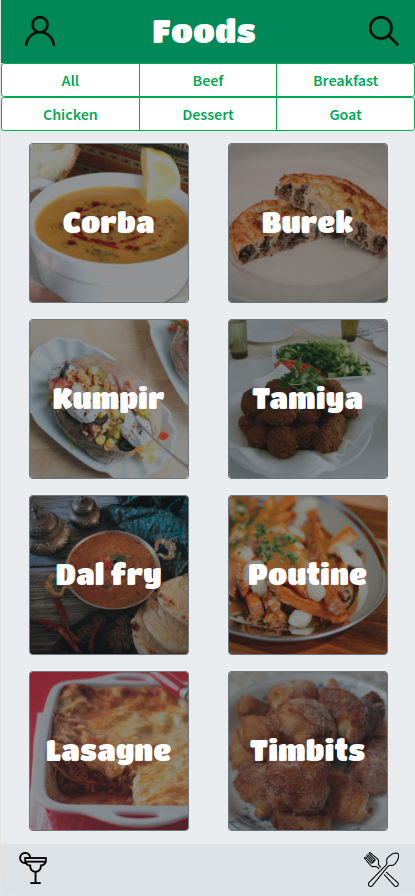 Foods
All Beef Breakfast
Chicken Dessert Goat
Corba Burek
Kumpir Tamiya
Dal fry Poutine
Lasagne Timbits